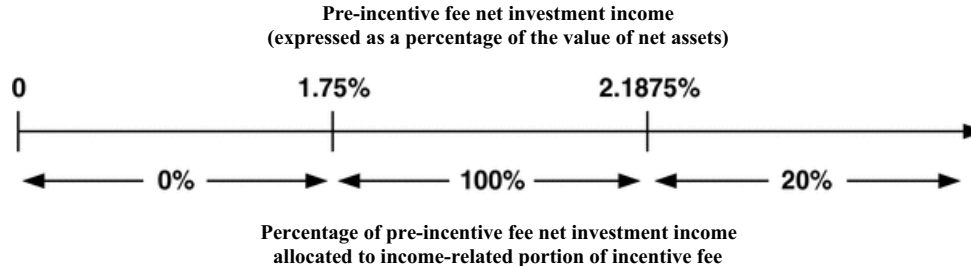 Pre-incentive fee net investment income
(expressed as a percentage of the value of net assets)
0 1.75% 2.1875%
0% 100% 20%
Percentage of pre-incentive fee net investment income
allocated to income-related portion of incentive fee